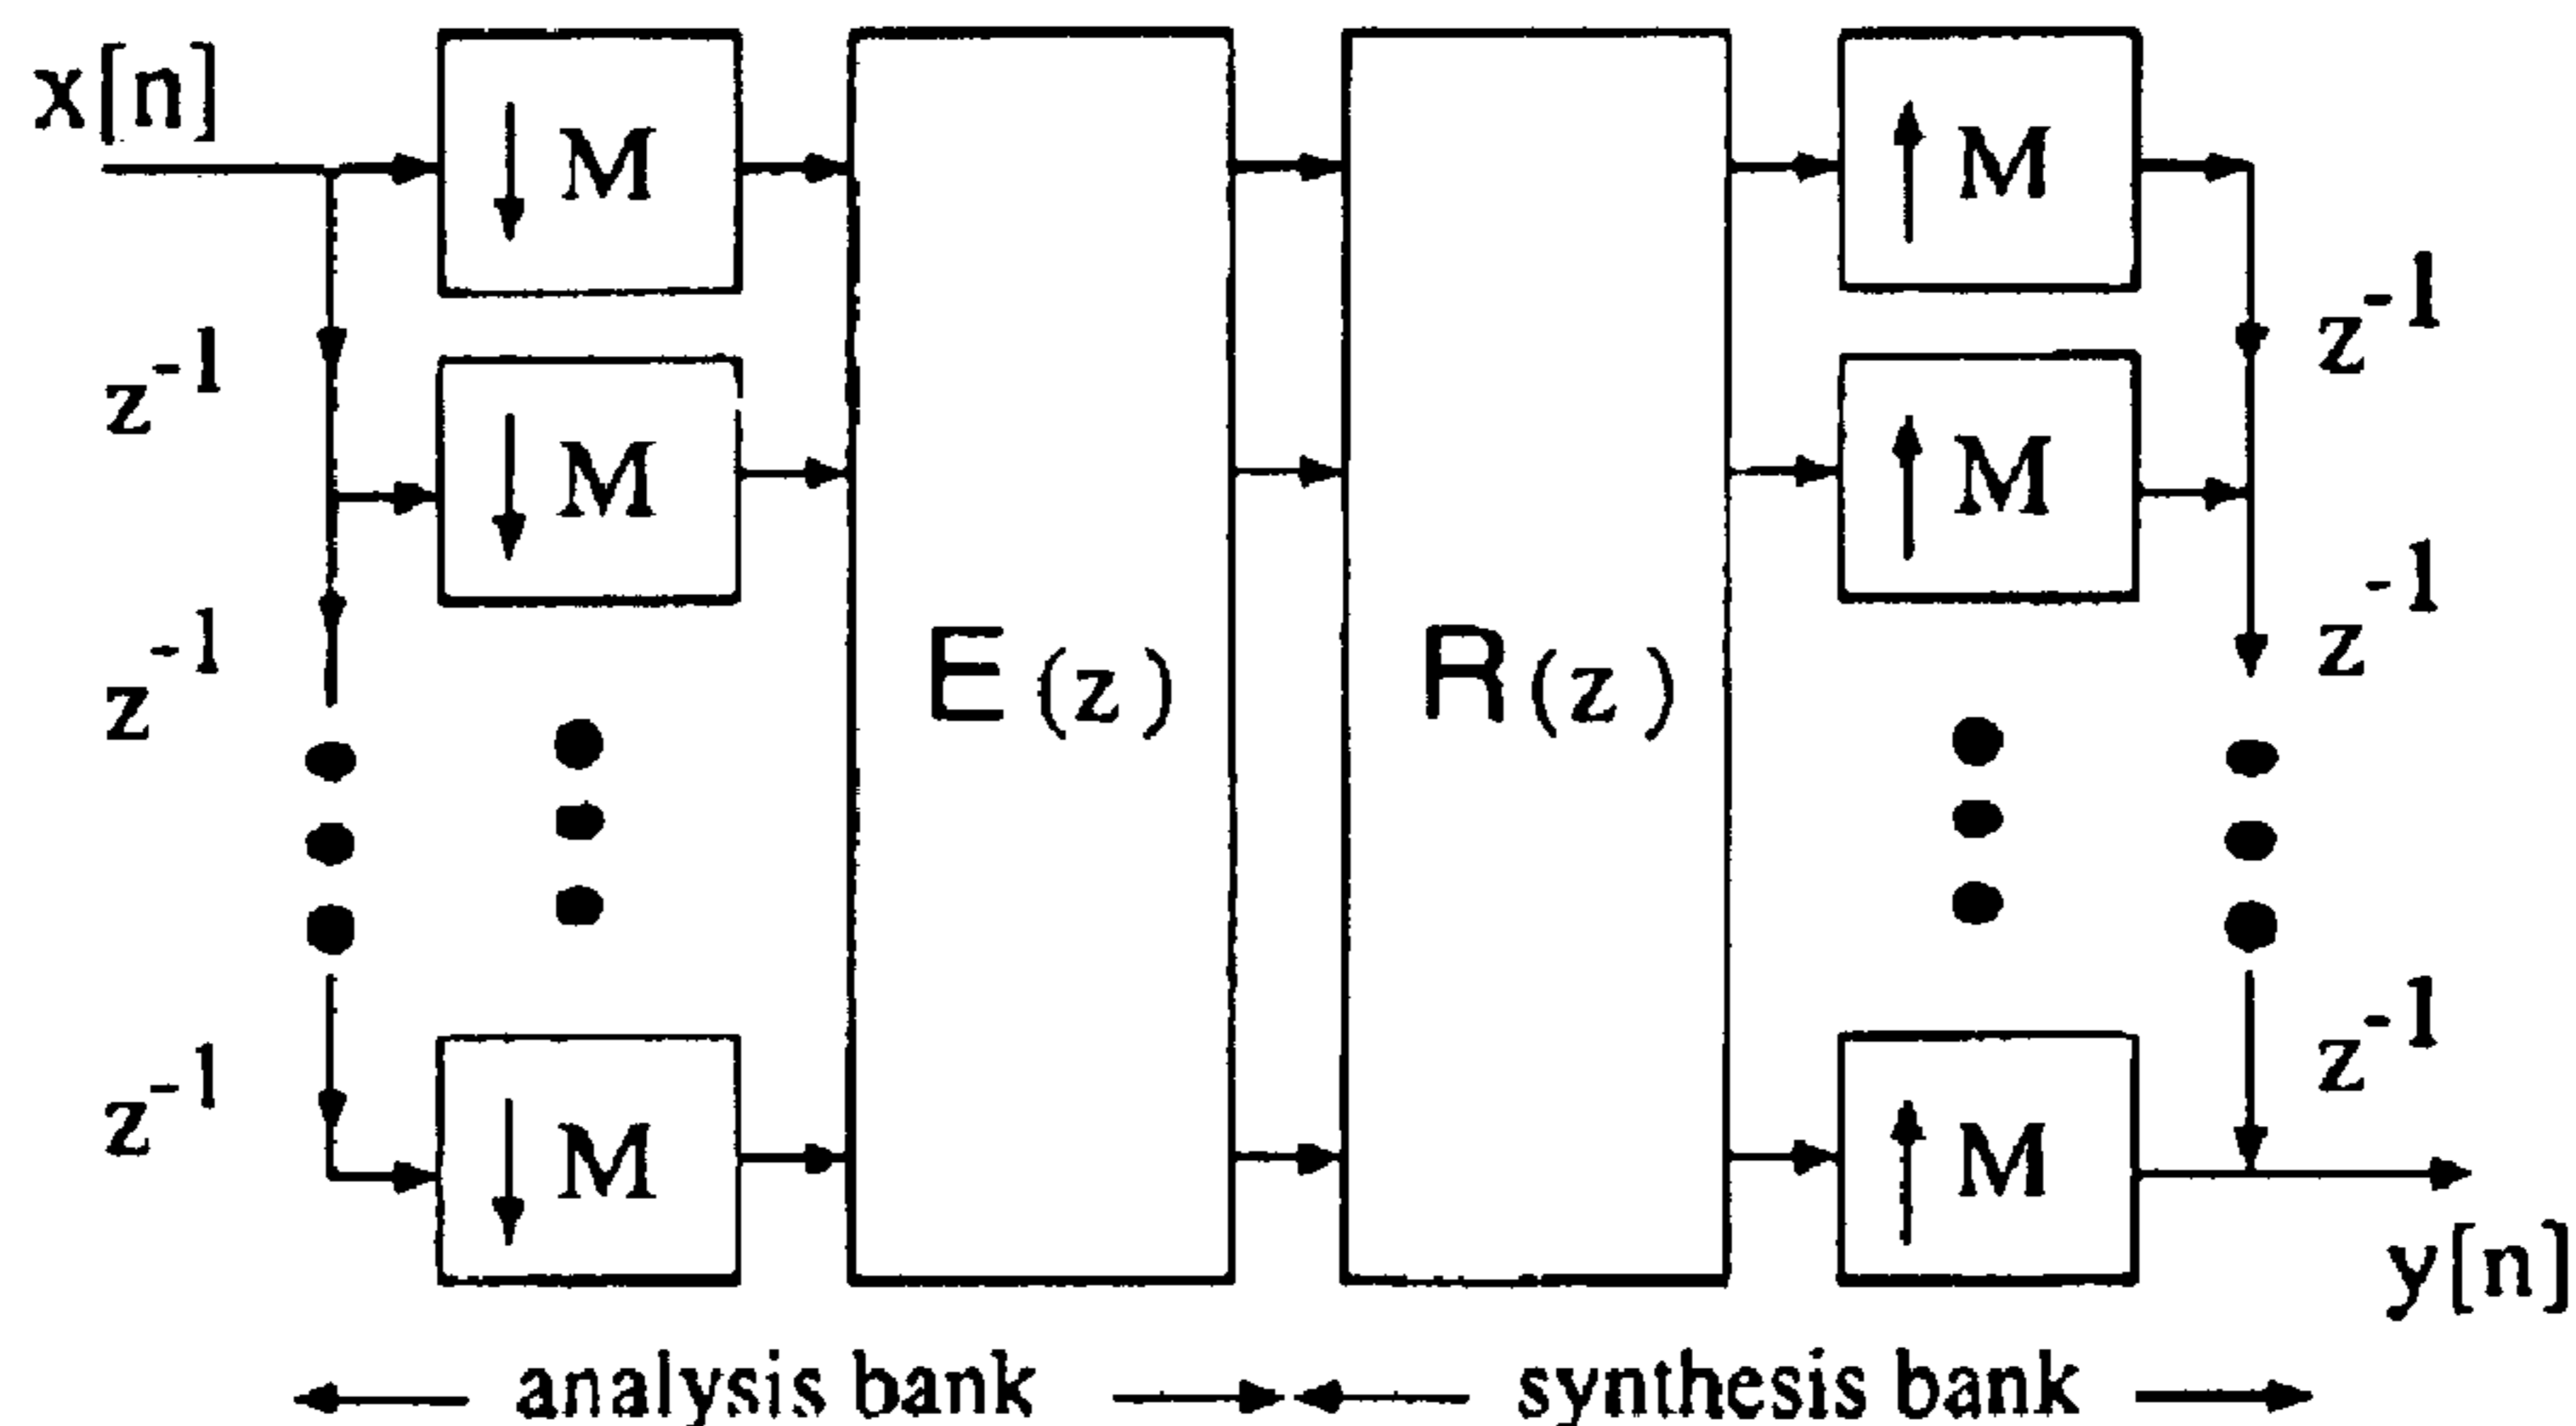 x[n]
↓ M
↑ M
z⁻¹
z⁻¹
↓ M
↑ M
z⁻¹
z⁻¹
E(z)
R(z)
z⁻¹
z⁻¹
↓ M
↑ M
y[n]
analysis bank
synthesis bank